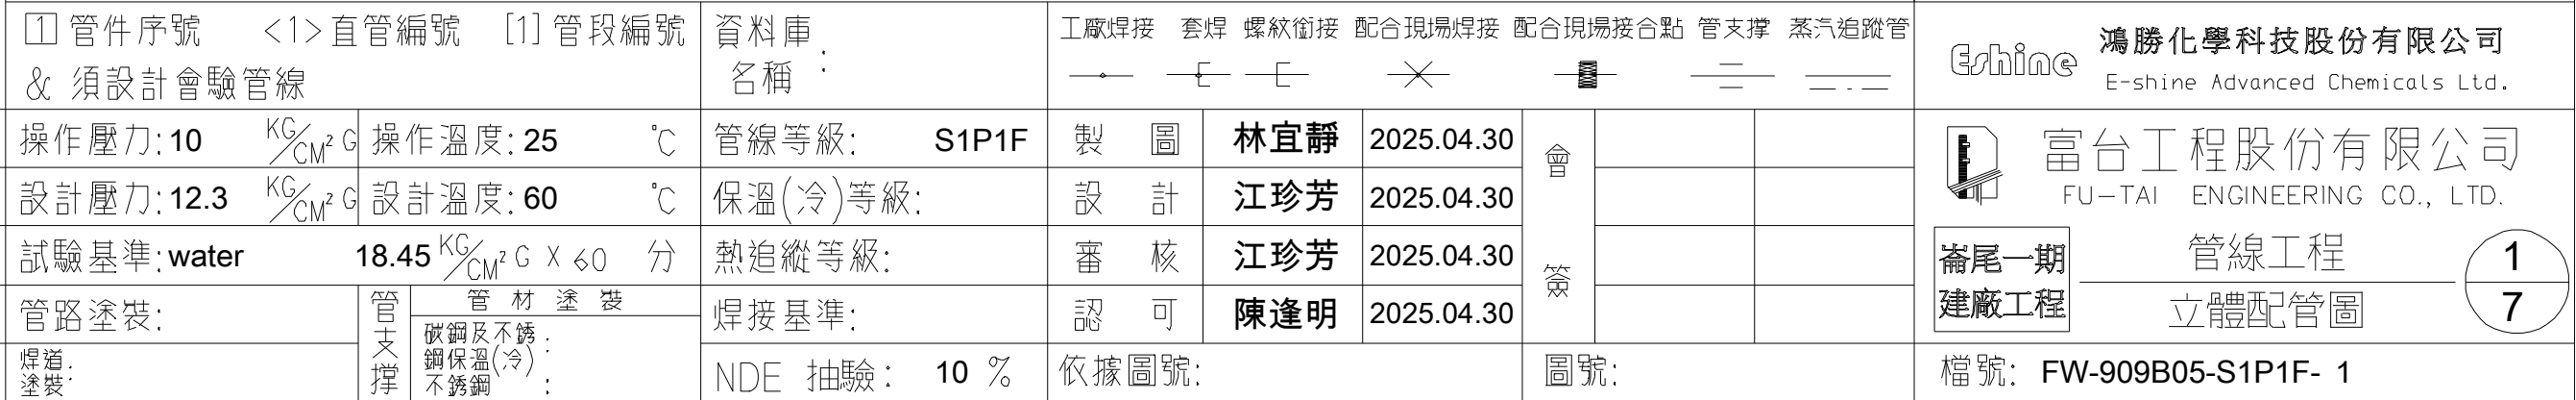 1 管件序號 <1>直管編號 [1]管段編號
& 須設計會驗管線
資料庫名稱:
工廠焊接 套焊 螺紋銜接 配合現場焊接 配合現場接合點 管支撐 蒸汽追蹤管
Eshine 鴻勝化學科技股份有限公司
E-shine Advanced Chemicals Ltd.
操作壓力:10 KG/CM² G 操作溫度:25 °C 管線等級: S1P1F 製圖 林宜靜 2025.04.30
設計壓力:12.3 KG/CM² G 設計溫度:60 °C 保溫(冷)等級: 設計 江珍芳 2025.04.30
試驗基準:water 18.45 KG/CM² G X 60 分 熱追縱等級: 審核 江珍芳 2025.04.30
管路塗裝: 管支撐 管材塗裝 焊接基準: 認可 陳逢明 2025.04.30
會簽
富台工程股份有限公司
FU-TAI ENGINEERING CO., LTD.
崙尾一期
建廠工程
管線工程
立體配管圖
1
7
焊道塗裝:
碳鋼及不銹鋼保溫(冷):
不銹鋼:
NDE 抽驗: 10 % 依據圖號: 圖號: 檔號: FW-909B05-S1P1F- 1